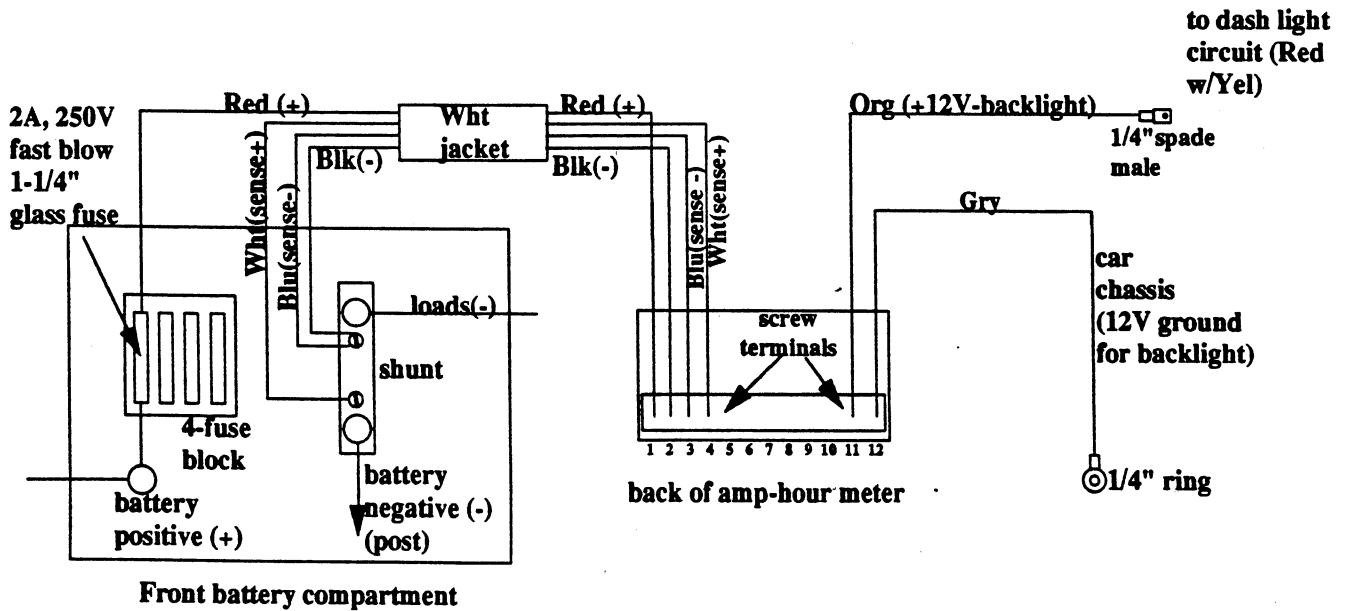 to dash light
circuit (Red
w/Yel)
2A, 250V
fast blow
1-1/4"
glass fuse
Red (+)
Wht
jacket
Red (+)
Org (+12V-backlight)
1/4"spade
male
Blk(-)
Blk(-)
Wht(sense+)
Blu(sense-)
Blu(sense -)
Wht(sense+)
Gry
car
chassis
(12V ground
for backlight)
loads(-)
screw
terminals
shunt
4-fuse
block
1 2 3 4 5 6 7 8 9 10 11 12
battery
positive (+)
battery
negative (-)
(post)
back of amp-hour meter
1/4" ring
Front battery compartment